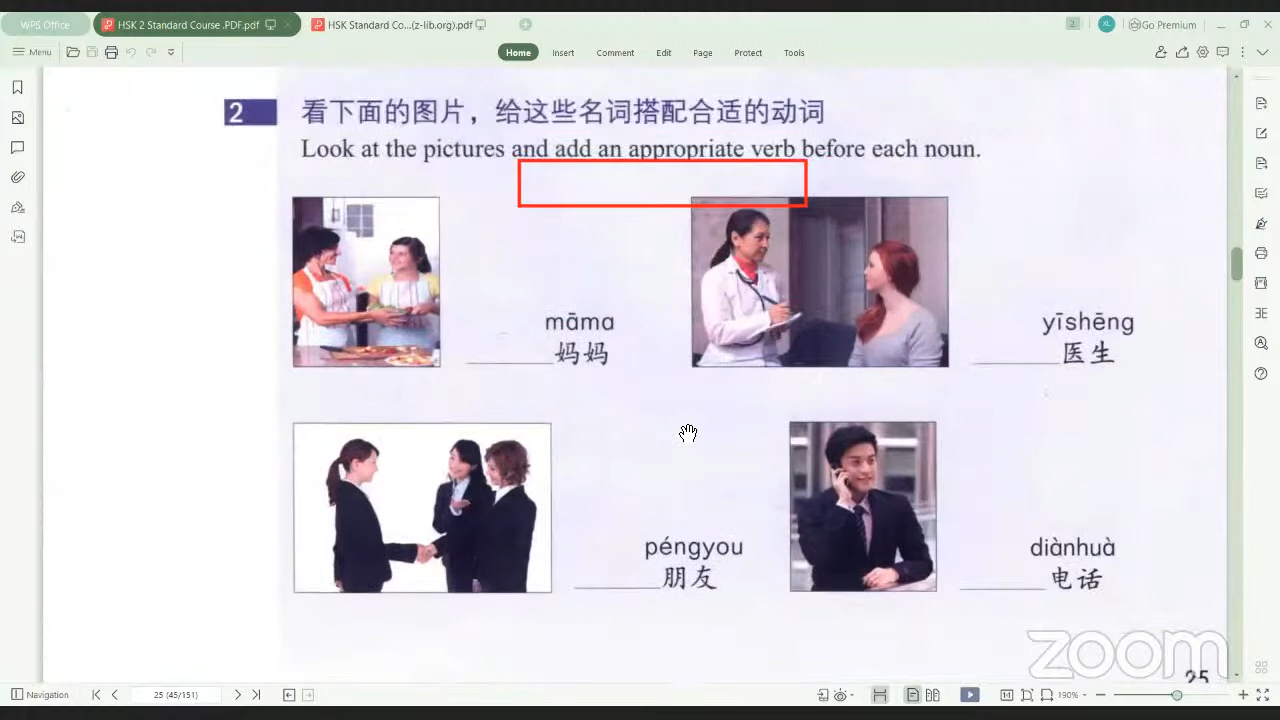 WPS Office
HSK 2 Standard Course .PDF.pdf
HSK Standard Co...(z-lib.org).pdf
2
XL
Go Premium
Menu
Home
Insert
Comment
Edit
Page
Protect
Tools
2
看下面的图片，给这些名词搭配合适的动词
Look at the pictures and add an appropriate verb before each noun.
māma
妈妈
yīshēng
医生
péngyou
朋友
diànhuà
电话
zoom
25
Navigation
25 (45/151)
190%